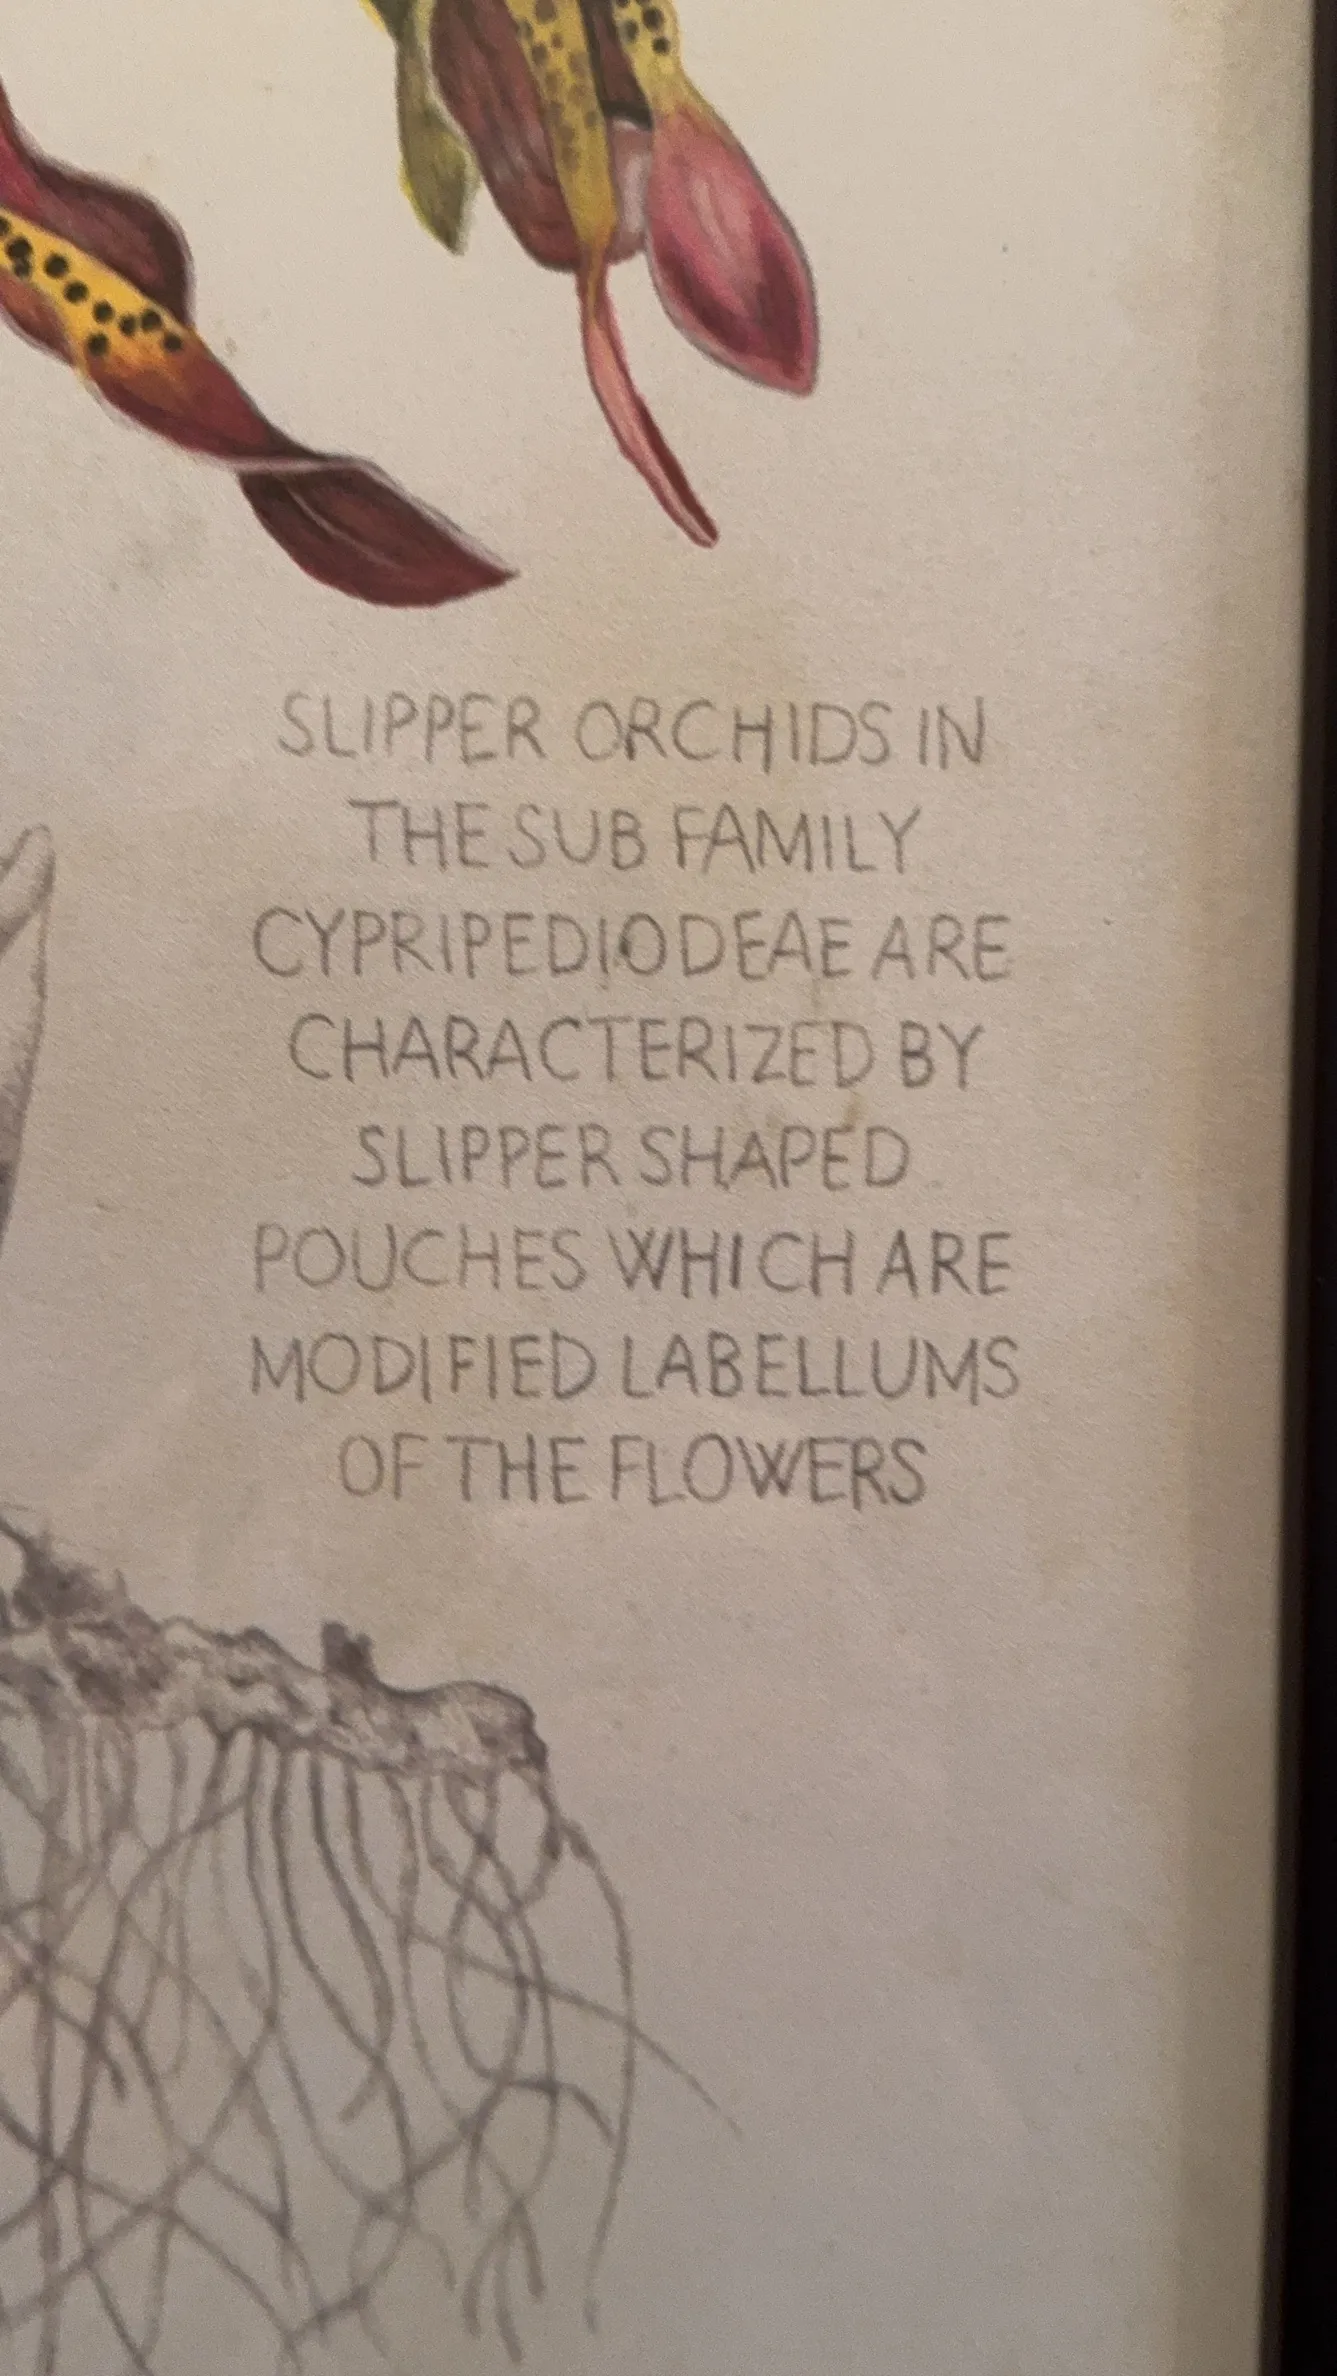 SLIPPER ORCHIDS IN
THE SUB FAMILY
CYPRIPEDIODEAE ARE
CHARACTERIZED BY
SLIPPER SHAPED
POUCHES WHICH ARE
MODIFIED LABELLUMS
OF THE FLOWERS